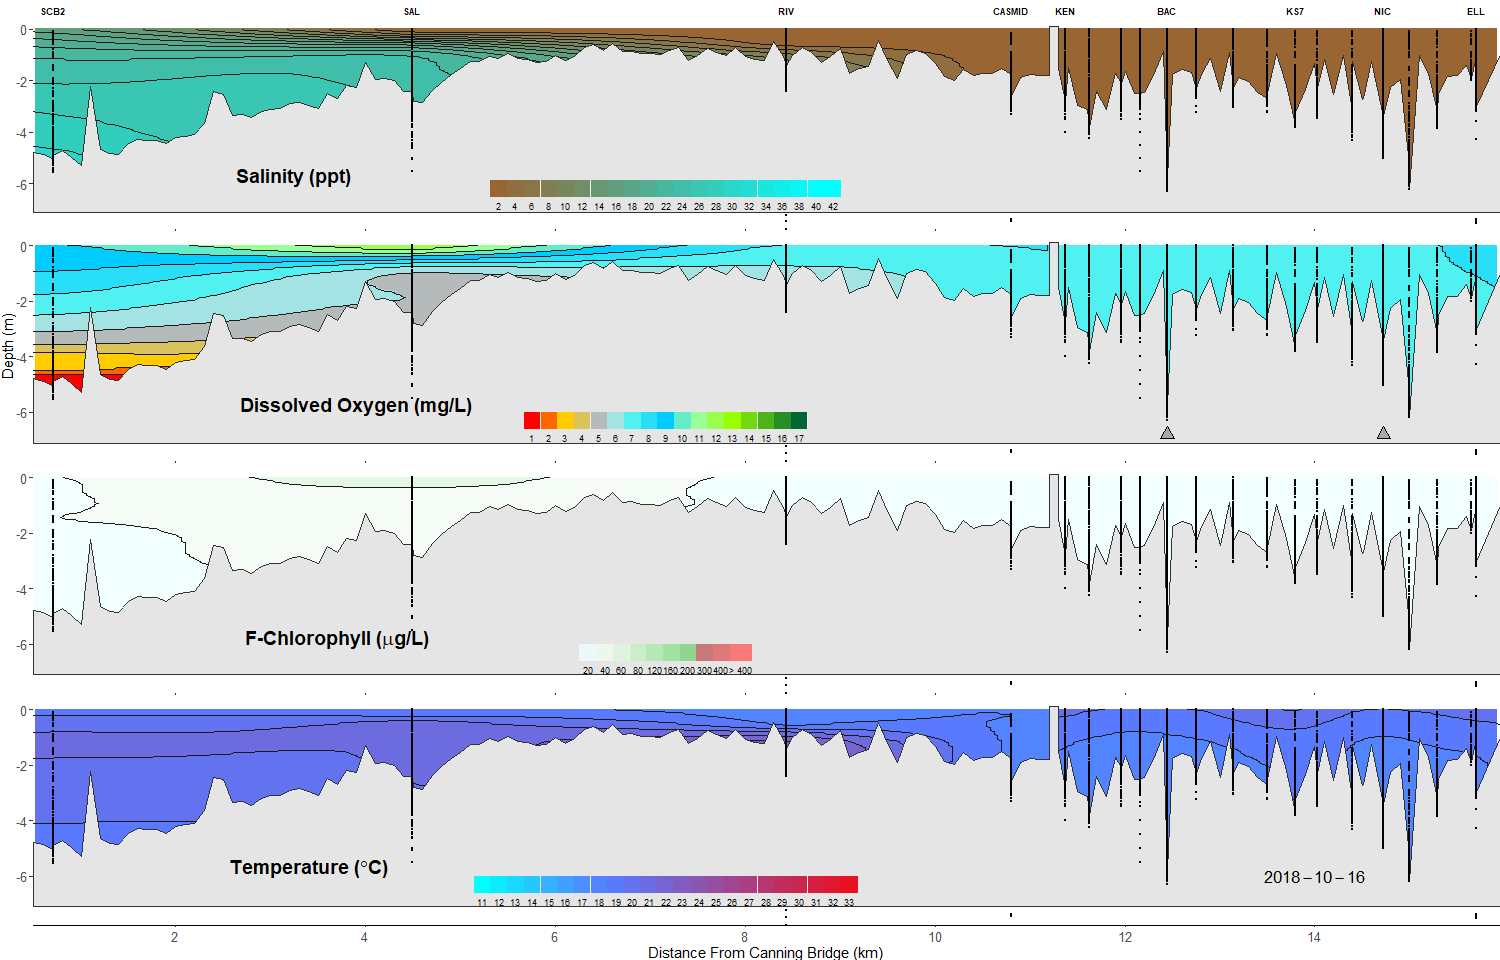 SCB2 SAL RIV CASMID KEN BAC KS7 NIC ELL
0
-2
-4
-6
Salinity (ppt)
2 4 6 8 10 12 14 16 18 20 22 24 26 28 30 32 34 36 38 40 42
0
-2
-4
-6
Depth (m)
Dissolved Oxygen (mg/L)
1 2 3 4 5 6 7 8 9 10 11 12 13 14 15 16 17
0
-2
-4
-6
F-Chlorophyll (μg/L)
20 40 60 80 120 160 200 300 400 > 400
0
-2
-4
-6
Temperature (°C)
11 12 13 14 15 16 17 18 19 20 21 22 23 24 25 26 27 28 29 30 31 32 33
2018 – 10 – 16
2 4 6 8 10 12 14
Distance From Canning Bridge (km)